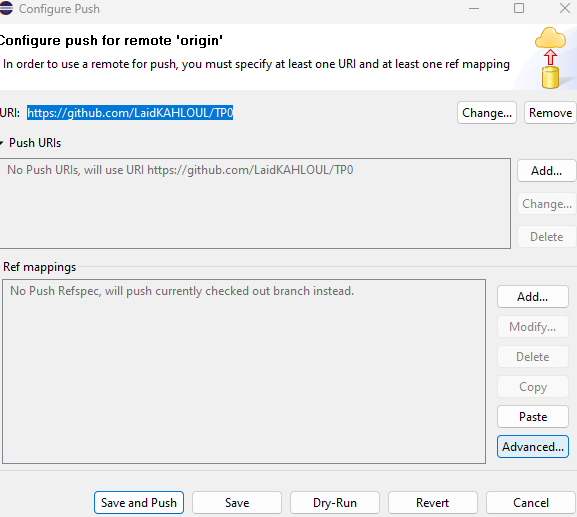 Configure Push
Configure push for remote 'origin'
In order to use a remote for push, you must specify at least one URI and at least one ref mapping
URI: https://github.com/LaidKAHLOUL/TP0 Change... Remove
Push URIs
No Push URIs, will use URI https://github.com/LaidKAHLOUL/TP0
Add...
Change...
Delete
Ref mappings
No Push Refspec, will push currently checked out branch instead.
Add...
Modify...
Delete
Copy
Paste
Advanced...
Save and Push Save Dry-Run Revert Cancel